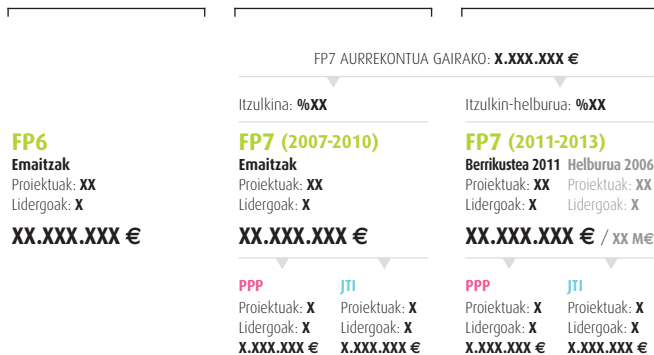 FP7 AURREKONTUA GAIRAKO: X.XXX.XXX €
Itzulkina: %XX
Itzulkin-helburua: %XX
FP6
Emaitzak
Proiektuak: XX
Lidergoak: X
XX.XXX.XXX €
FP7 (2007-2010)
Emaitzak
Proiektuak: XX
Lidergoak: X
XX.XXX.XXX €
PPP
Proiektuak: X
Lidergoak: X
X.XXX.XXX €
JTI
Proiektuak: X
Lidergoak: X
X.XXX.XXX €
FP7 (2011-2013)
Berrikustea 2011 Helburua 2006
Proiektuak: XX Proiektuak: XX
Lidergoak: X Lidergoak: X
XX.XXX.XXX € / XX M€
PPP
Proiektuak: X
Lidergoak: X
X.XXX.XXX €
JTI
Proiektuak: X
Lidergoak: X
X.XXX.XXX €